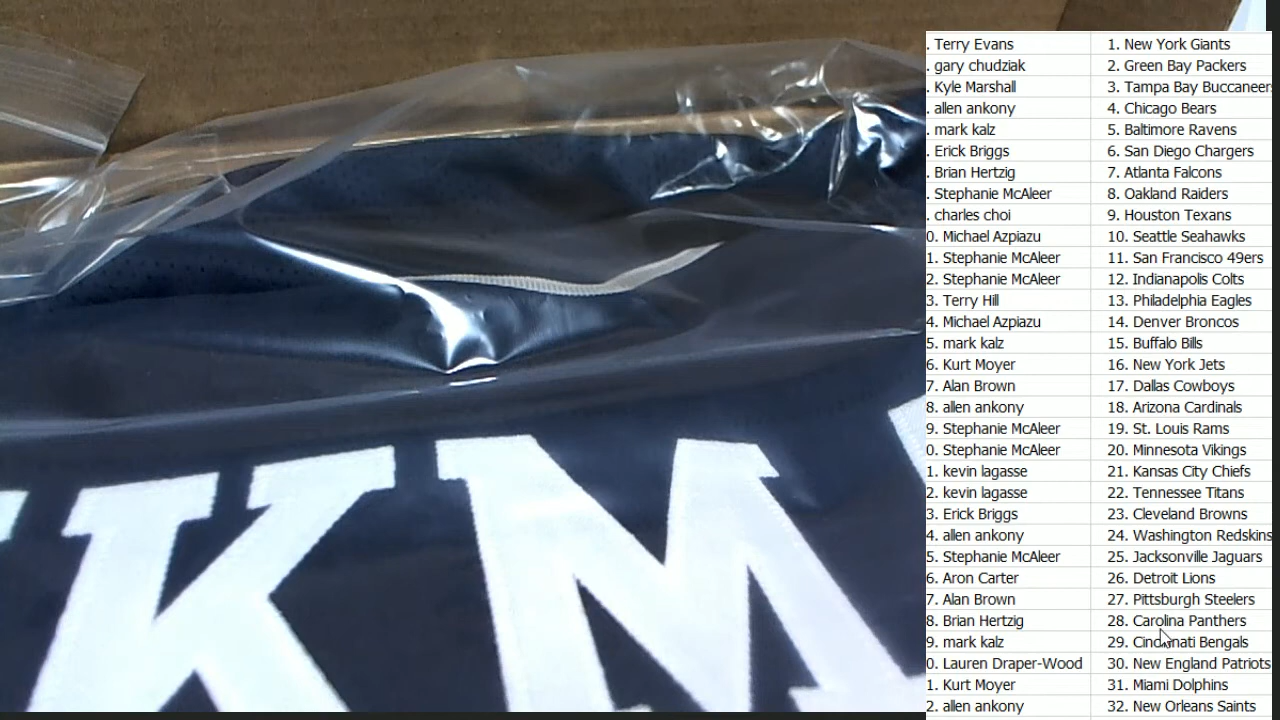 KM
. Terry Evans 1. New York Giants
. gary chudziak 2. Green Bay Packers
. Kyle Marshall 3. Tampa Bay Buccaneers
. allen ankony 4. Chicago Bears
. mark kalz 5. Baltimore Ravens
. Erick Briggs 6. San Diego Chargers
. Brian Hertzig 7. Atlanta Falcons
. Stephanie McAleer 8. Oakland Raiders
. charles choi 9. Houston Texans
0. Michael Azpiazu 10. Seattle Seahawks
1. Stephanie McAleer 11. San Francisco 49ers
2. Stephanie McAleer 12. Indianapolis Colts
3. Terry Hill 13. Philadelphia Eagles
4. Michael Azpiazu 14. Denver Broncos
5. mark kalz 15. Buffalo Bills
6. Kurt Moyer 16. New York Jets
7. Alan Brown 17. Dallas Cowboys
8. allen ankony 18. Arizona Cardinals
9. Stephanie McAleer 19. St. Louis Rams
0. Stephanie McAleer 20. Minnesota Vikings
1. kevin lagasse 21. Kansas City Chiefs
2. kevin lagasse 22. Tennessee Titans
3. Erick Briggs 23. Cleveland Browns
4. allen ankony 24. Washington Redskins
5. Stephanie McAleer 25. Jacksonville Jaguars
6. Aron Carter 26. Detroit Lions
7. Alan Brown 27. Pittsburgh Steelers
8. Brian Hertzig 28. Carolina Panthers
9. mark kalz 29. Cincinnati Bengals
0. Lauren Draper-Wood 30. New England Patriots
1. Kurt Moyer 31. Miami Dolphins
2. allen ankony 32. New Orleans Saints